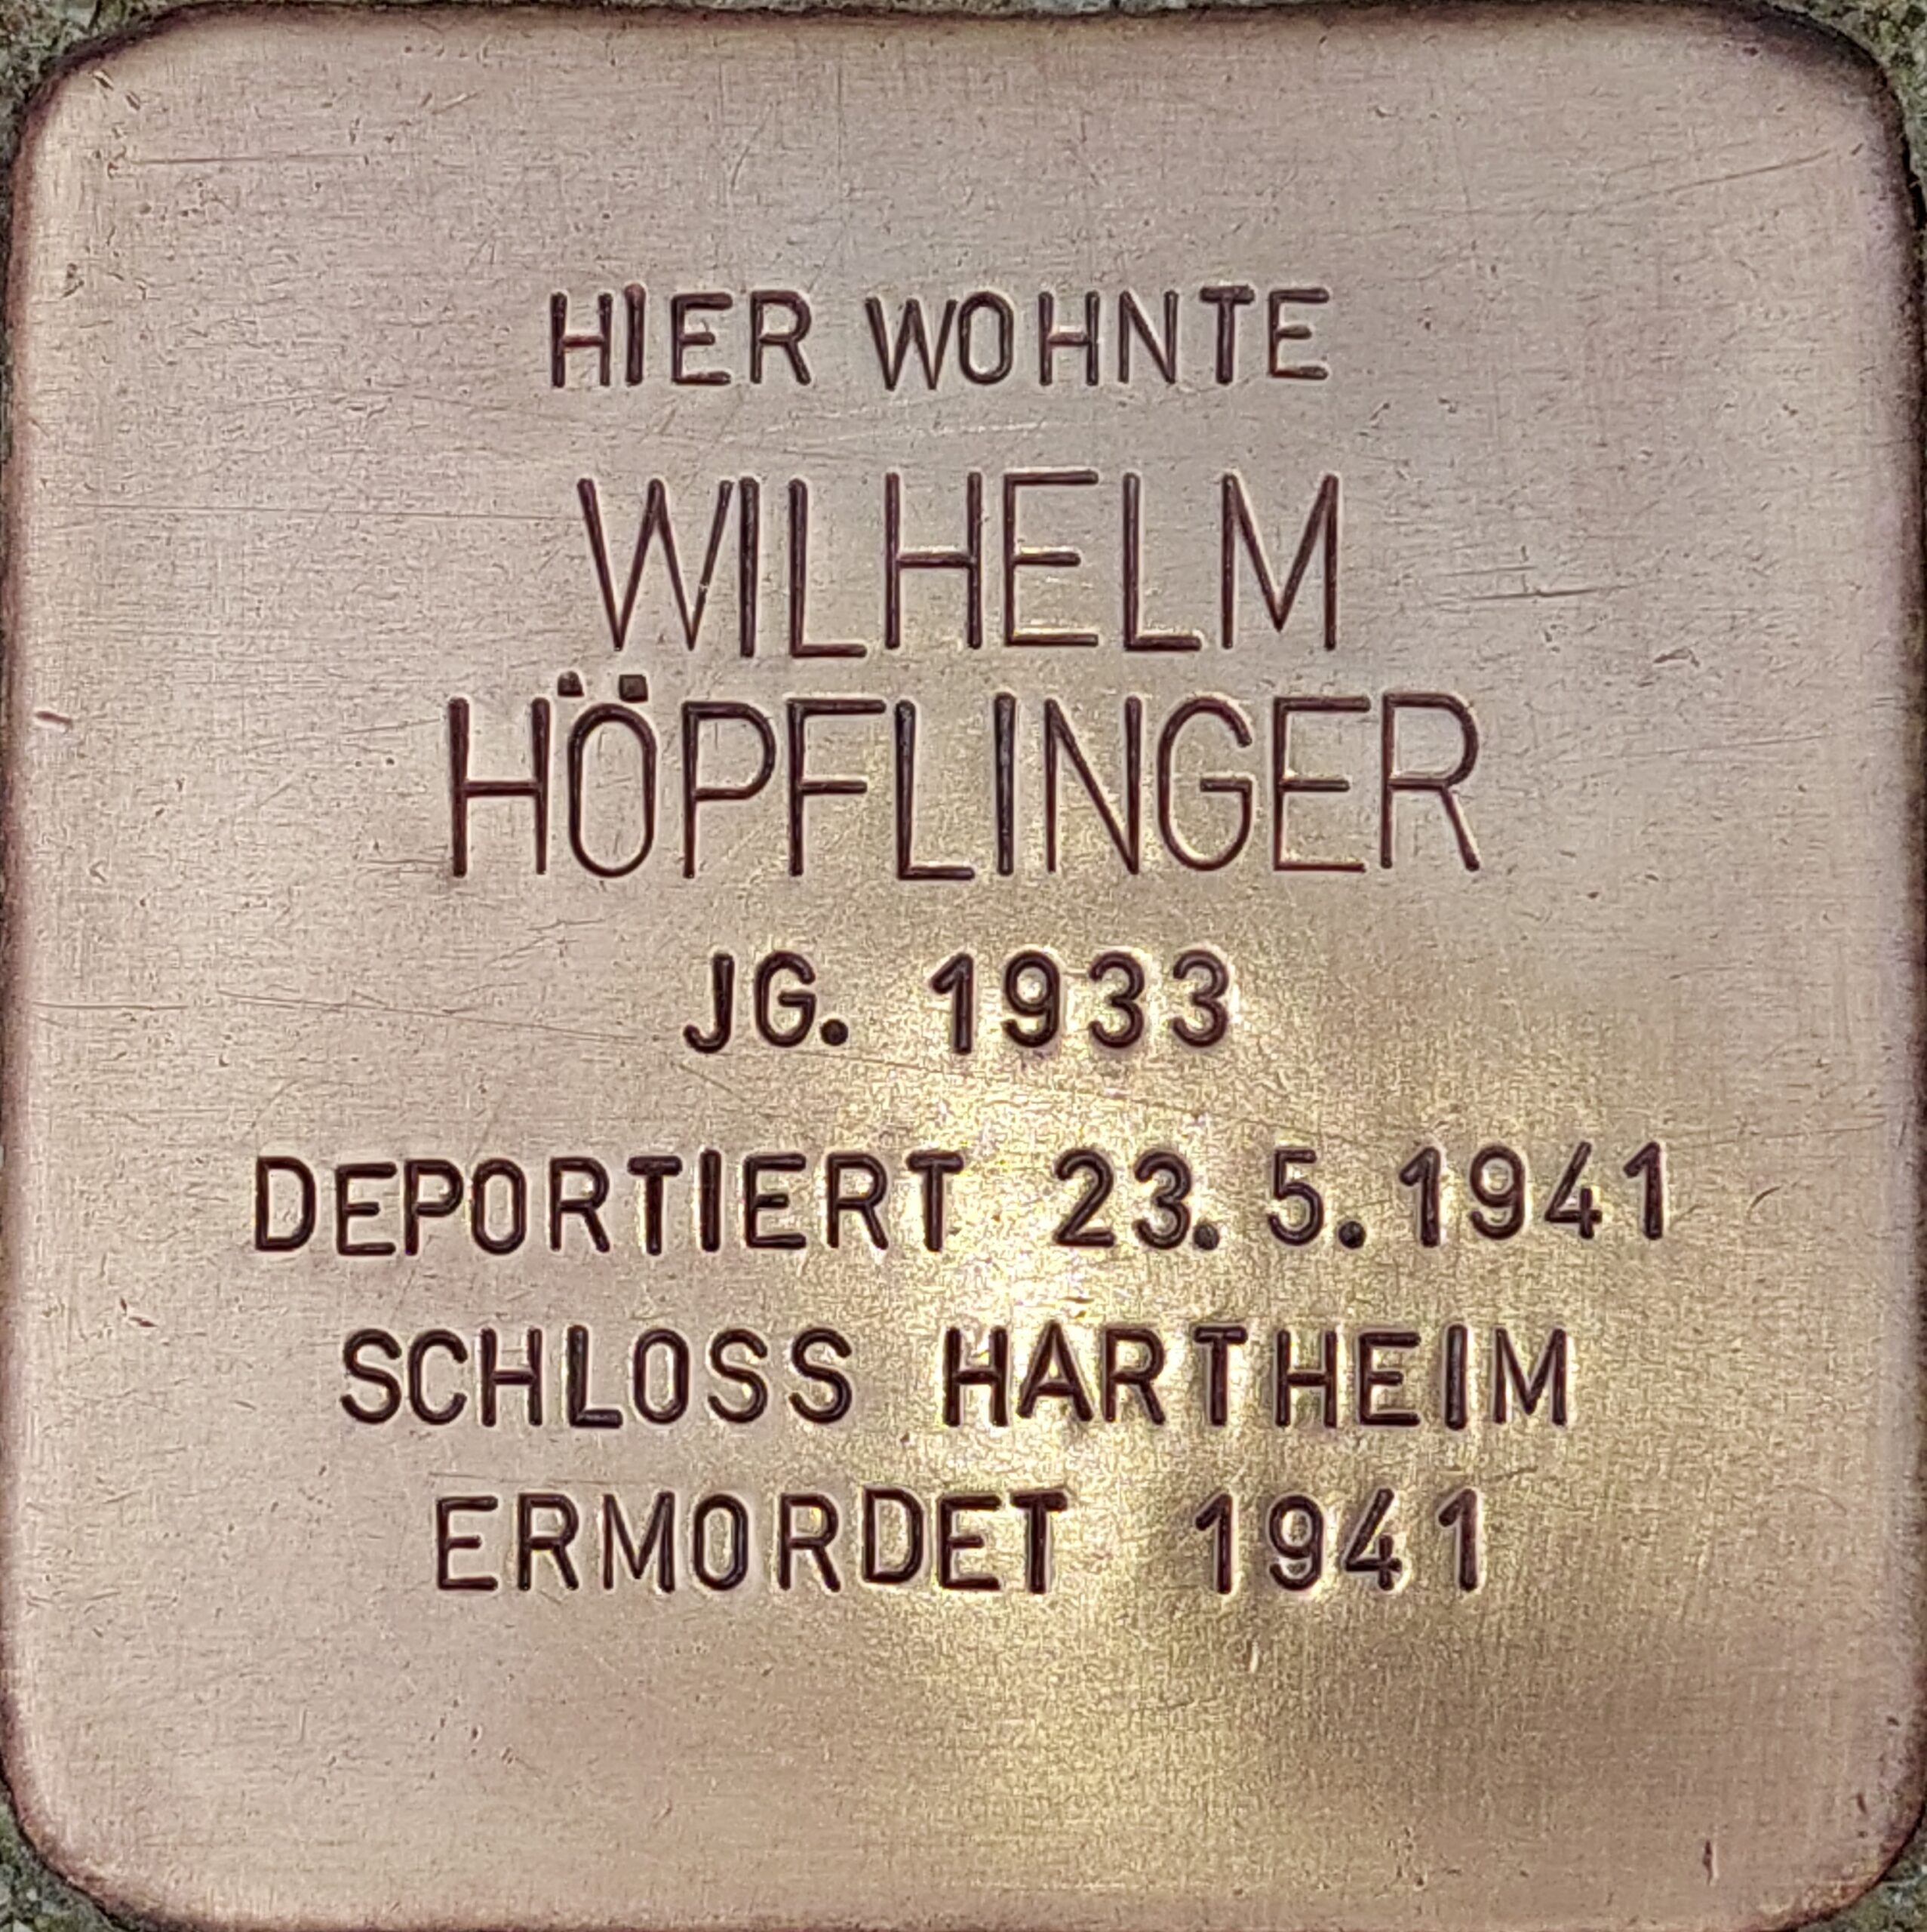 HIER WOHNTE
WILHELM
HÖPFLINGER
JG. 1933
DEPORTIERT 23.5.1941
SCHLOSS HARTHEIM
ERMORDET 1941